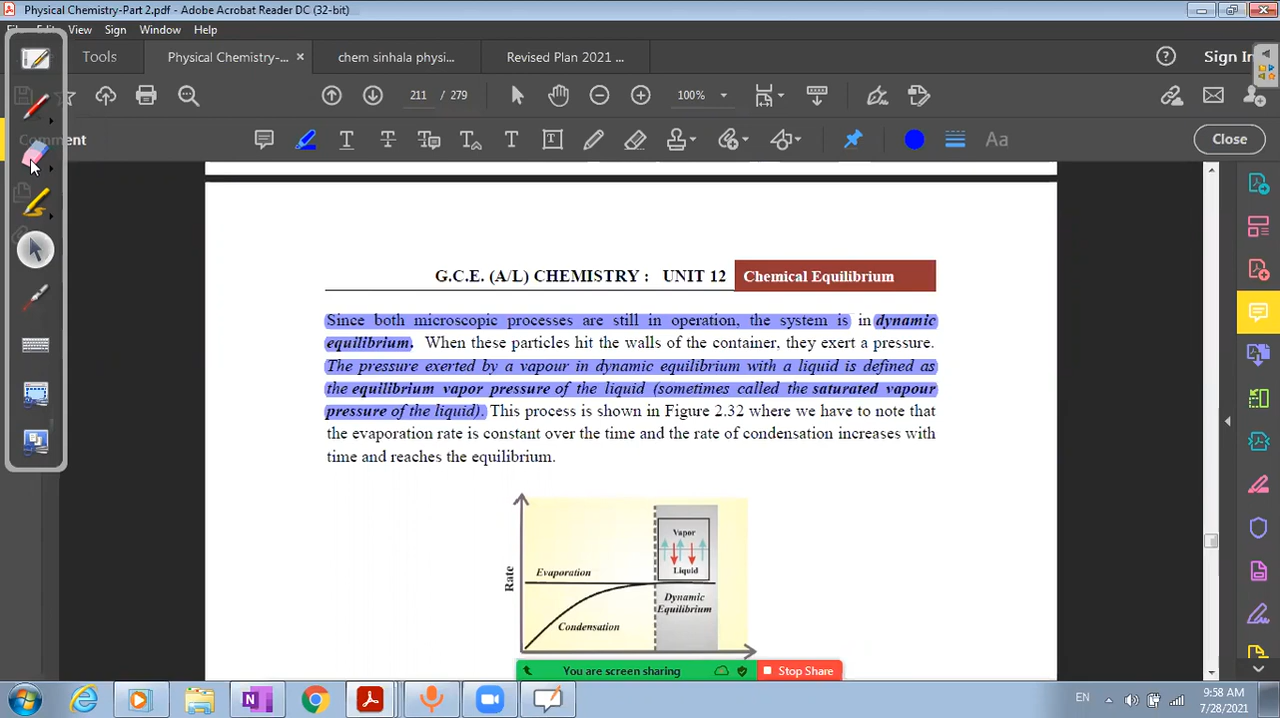 Physical Chemistry-Part 2.pdf - Adobe Acrobat Reader DC (32-bit)
View Sign Window Help
Tools Physical Chemistry-... × chem sinhala physi... Revised Plan 2021 ... Sign In
211 / 279 100%
Comment Aa Close
G.C.E. (A/L) CHEMISTRY : UNIT 12 Chemical Equilibrium
Since both microscopic processes are still in operation, the system is in dynamic
equilibrium. When these particles hit the walls of the container, they exert a pressure.
The pressure exerted by a vapour in dynamic equilibrium with a liquid is defined as
the equilibrium vapor pressure of the liquid (sometimes called the saturated vapour
pressure of the liquid). This process is shown in Figure 2.32 where we have to note that
the evaporation rate is constant over the time and the rate of condensation increases with
time and reaches the equilibrium.
Vapor
Liquid
Evaporation
Rate
Dynamic
Equilibrium
Condensation
You are screen sharing Stop Share
EN 9:58 AM
7/28/2021